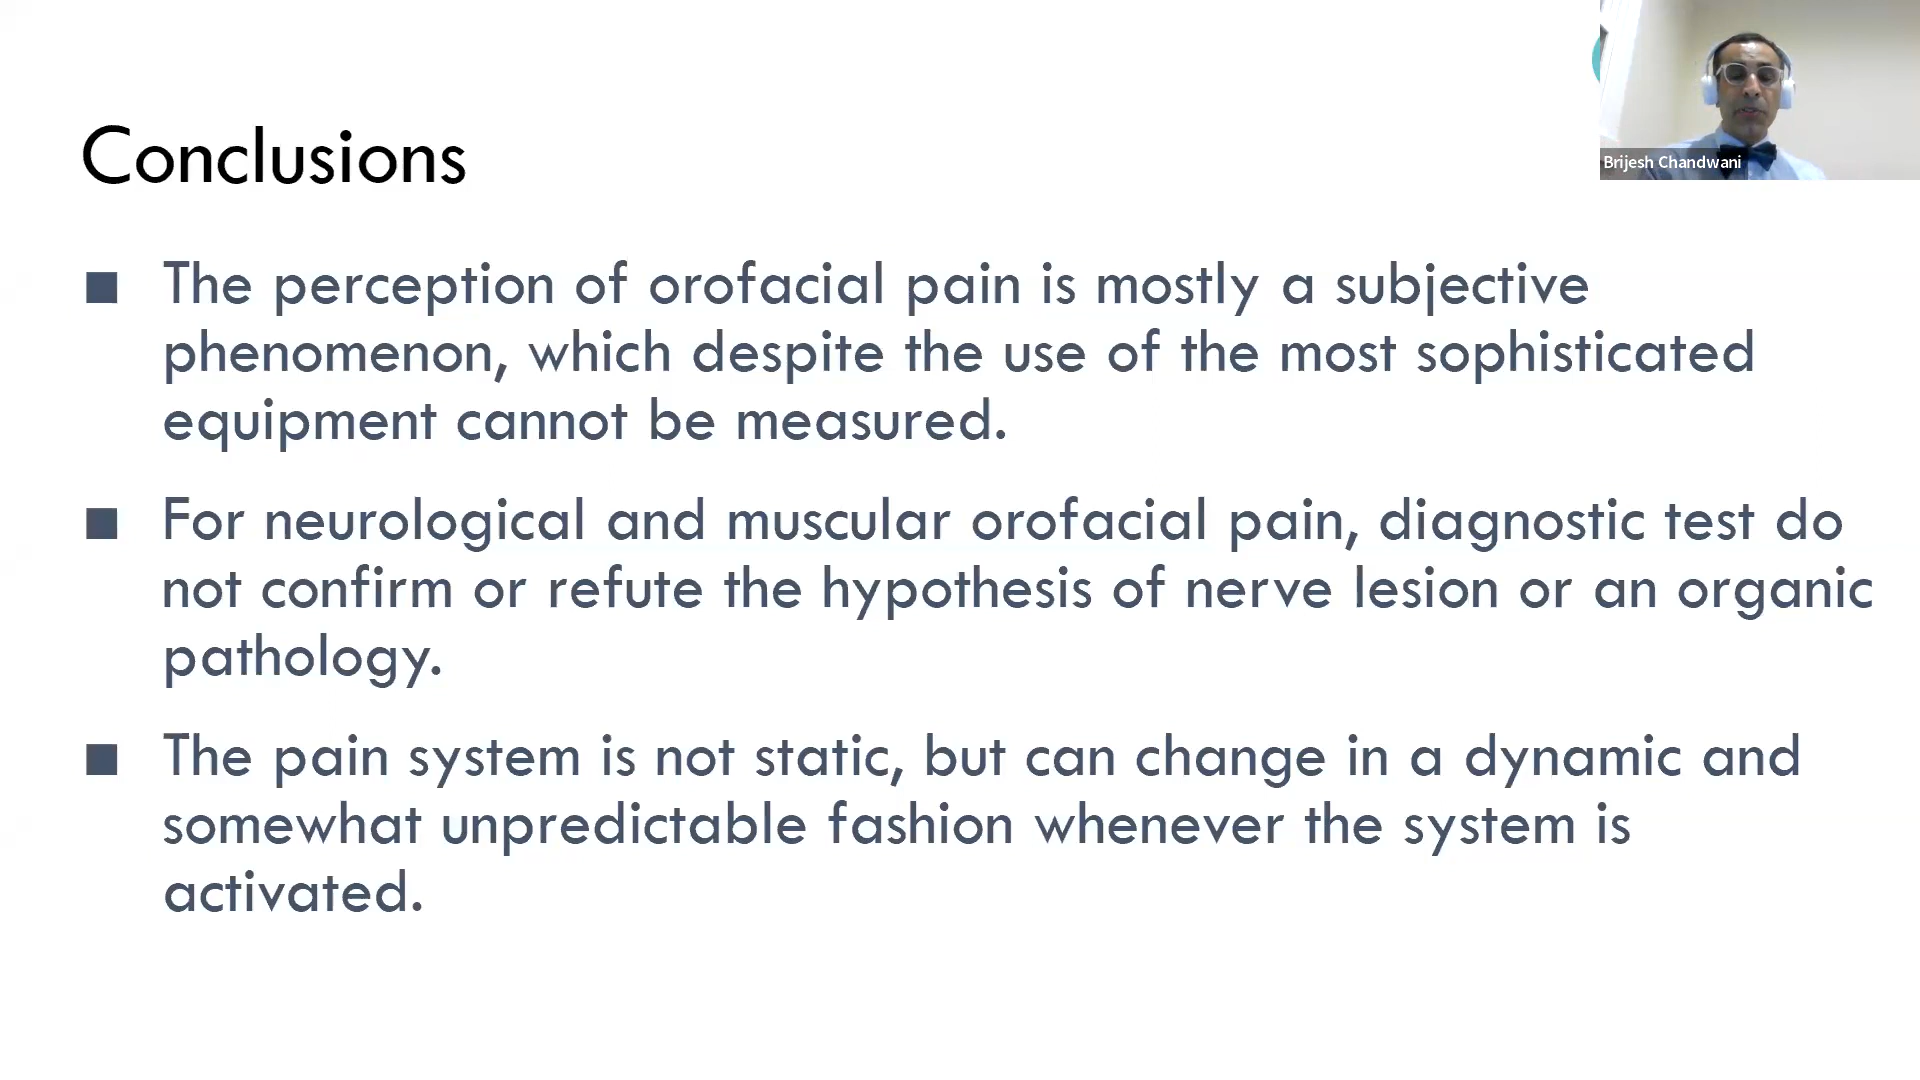 Brijesh Chandwani
Conclusions
■ The perception of orofacial pain is mostly a subjective
phenomenon, which despite the use of the most sophisticated
equipment cannot be measured.
■ For neurological and muscular orofacial pain, diagnostic test do
not confirm or refute the hypothesis of nerve lesion or an organic
pathology.
■ The pain system is not static, but can change in a dynamic and
somewhat unpredictable fashion whenever the system is
activated.